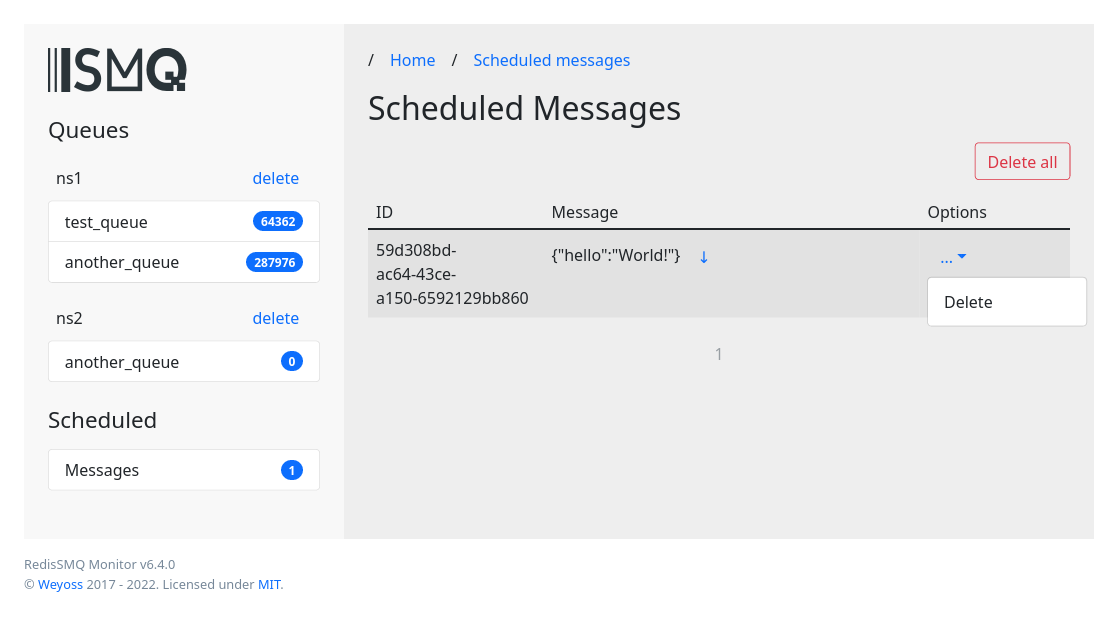 ISMQ
Queues
ns1 delete
test_queue 64362
another_queue 287976
ns2 delete
another_queue 0
Scheduled
Messages 1
/ Home / Scheduled messages
Scheduled Messages
Delete all
ID Message Options
59d308bd-
ac64-43ce-
a150-6592129bb860
{"hello":"World!"} ↓
...
Delete
1
RedisSMQ Monitor v6.4.0
© Weyoss 2017 - 2022. Licensed under MIT.